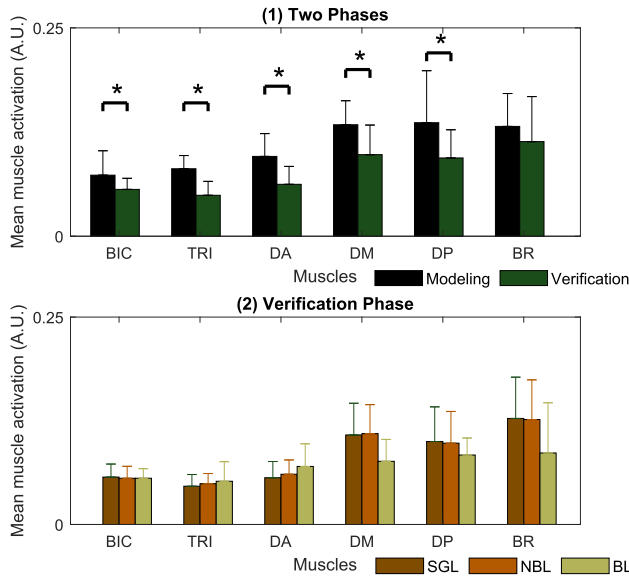 (1) Two Phases
Mean muscle activation (A.U.)
0.25
0
* * * * *
BIC TRI DA DM DP BR
Muscles
Modeling Verification
(2) Verification Phase
Mean muscle activation (A.U.)
0.25
0
BIC TRI DA DM DP BR
Muscles
SGL NBL BL